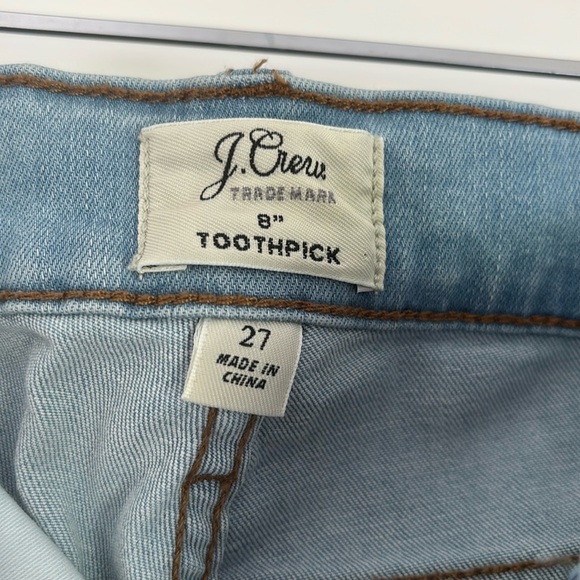 J.Crew
TRADE MARK
8"
TOOTHPICK
27
MADE IN
CHINA